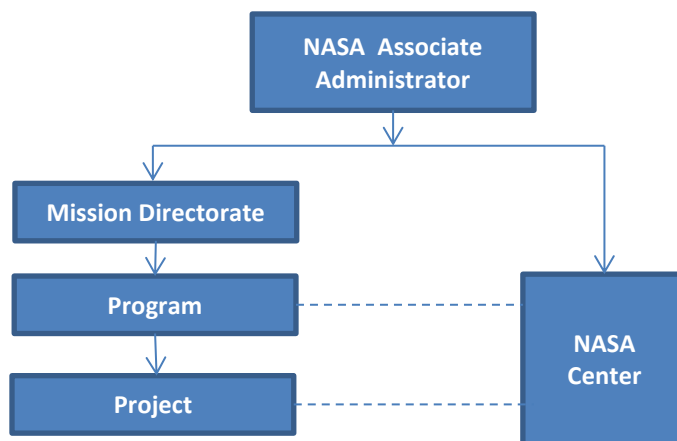 NASA  Associate
Administrator
Mission Directorate
Program
Project
NASA
Center